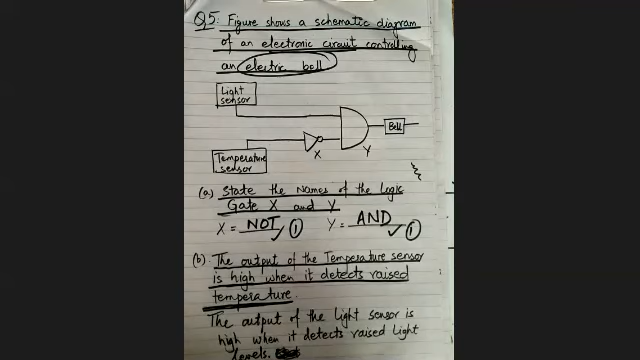 Q5: Figure shows a schematic diagram
of an electronic circuit controlling
an electric bell
Light
sensor
Bell
Temperature
sensor
X
Y
(a) State the Names of the Logic
Gate X and Y
X = NOT ✓ ① Y = AND ✓ ①
(b). The output of the Temperature sensor
is high when it detects raised
temperature.
The output of the Light sensor is
high when it detects raised Light
levels.